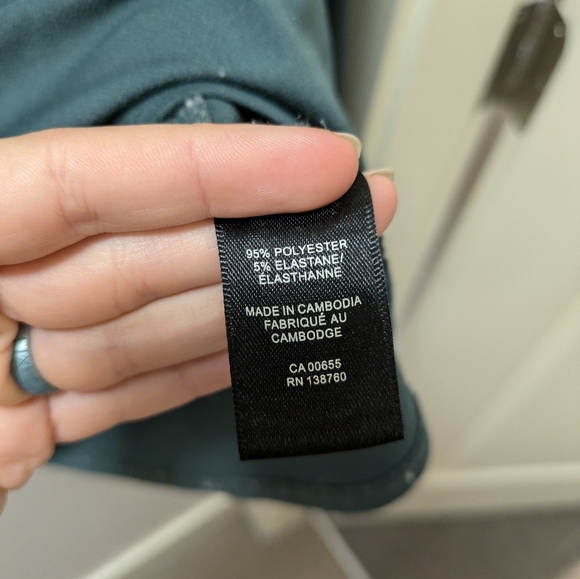 95% POLYESTER
5% ELASTANE/
ÉLASTHANNE
MADE IN CAMBODIA
FABRIQUÉ AU
CAMBODGE
CA 00655
RN 138760